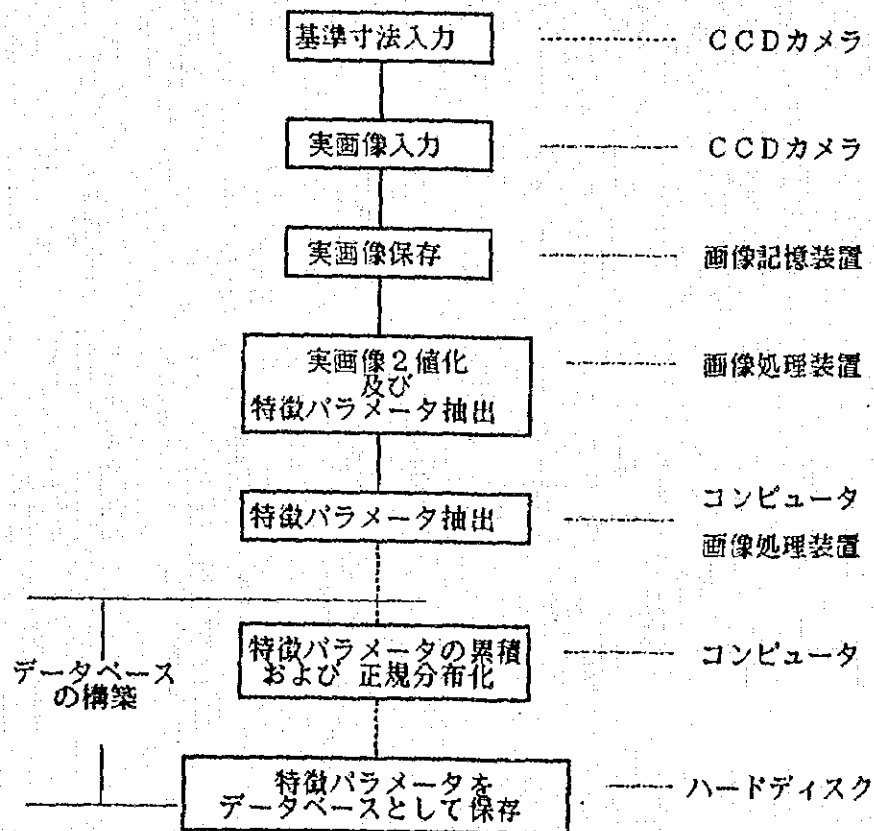 基準寸法入力
CCDカメラ
実画像入力
CCDカメラ
実画像保存
画像記憶装置
実画像2値化
及び
特徴パラメータ抽出
画像処理装置
特徴パラメータ抽出
コンピュータ
画像処理装置
データベース
の構築
特徴パラメータの累積
および 正規分布化
コンピュータ
特徴パラメータを
データベースとして保存
ハードディスク